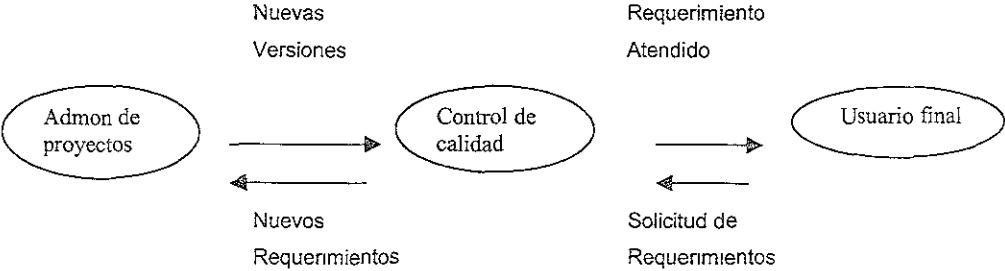 Nuevas
Versiones
Requerimiento
Atendido
Admon de
proyectos
Control de
calidad
Usuario final
Nuevos
Requerimientos
Solicitud de
Requerimientos